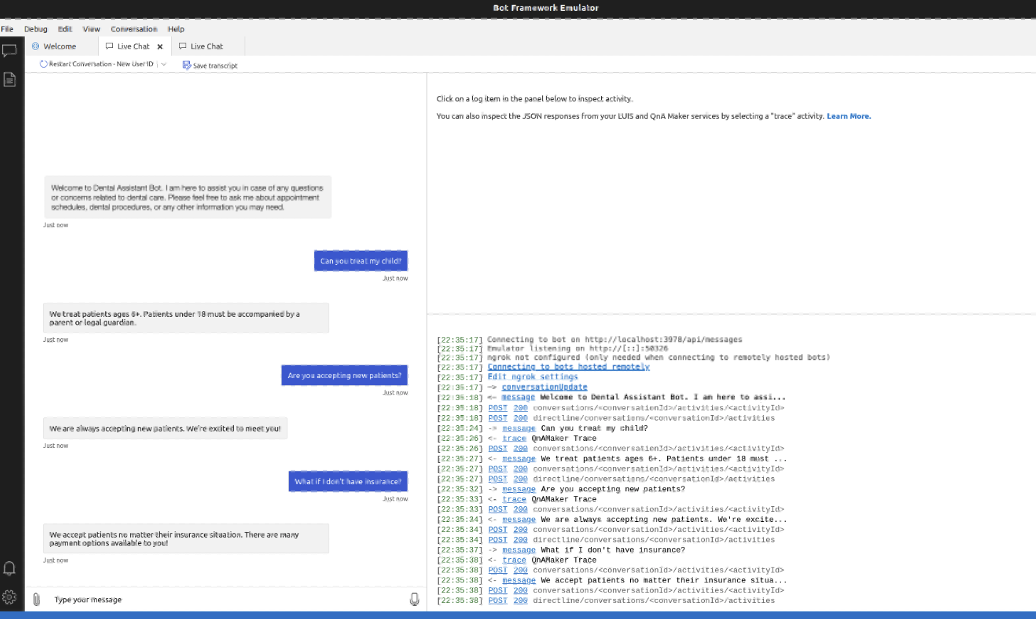 Bot Framework Emulator
File Debug Edit View Conversation Help
Welcome Live Chat × Live Chat
Restart Conversation - New User ID Save transcript
Welcome to Dental Assistant Bot. I am here to assist you in case of any questions
or concerns related to dental care. Please feel free to ask me about appointment
schedules, dental procedures, or any other information you may need.
Just now
Can you treat my child?
Just now
We treat patients ages 6+. Patients under 18 must be accompanied by a
parent or legal guardian.
Just now
Are you accepting new patients?
Just now
We are always accepting new patients. We're excited to meet you!
Just now
What if I don't have insurance?
Just now
We accept patients no matter their insurance situation. There are many
payment options available to you!
Just now
Type your message
Click on a log item in the panel below to inspect activity.
You can also inspect the JSON responses from your LUIS and QnA Maker services by selecting a "trace" activity. Learn More.
[22:35:17] Connecting to bot on http://localhost:3978/api/messages
[22:35:17] Emulator listening on http://[::]:50326
[22:35:17] ngrok not configured (only needed when connecting to remotely hosted bots)
[22:35:17] Connecting to bots hosted remotely
[22:35:17] Edit ngrok settings
[22:35:17] -> conversationUpdate
[22:35:18] <- message Welcome to Dental Assistant Bot. I am here to assi...
[22:35:18] POST 200 conversations/<conversationId>/activities/<activityId>
[22:35:18] POST 200 directline/conversations/<conversationId>/activities
[22:35:24] -> message Can you treat my child?
[22:35:26] <- trace QnAMaker Trace
[22:35:26] POST 200 conversations/<conversationId>/activities/<activityId>
[22:35:27] <- message We treat patients ages 6+. Patients under 18 must ...
[22:35:27] POST 200 conversations/<conversationId>/activities/<activityId>
[22:35:27] POST 200 directline/conversations/<conversationId>/activities
[22:35:32] -> message Are you accepting new patients?
[22:35:33] <- trace QnAMaker Trace
[22:35:33] POST 200 conversations/<conversationId>/activities/<activityId>
[22:35:34] <- message We are always accepting new patients. We're excite...
[22:35:34] POST 200 conversations/<conversationId>/activities/<activityId>
[22:35:34] POST 200 directline/conversations/<conversationId>/activities
[22:35:37] -> message What if I don't have insurance?
[22:35:38] <- trace QnAMaker Trace
[22:35:38] POST 200 conversations/<conversationId>/activities/<activityId>
[22:35:38] <- message We accept patients no matter their insurance situa...
[22:35:38] POST 200 conversations/<conversationId>/activities/<activityId>
[22:35:38] POST 200 directline/conversations/<conversationId>/activities